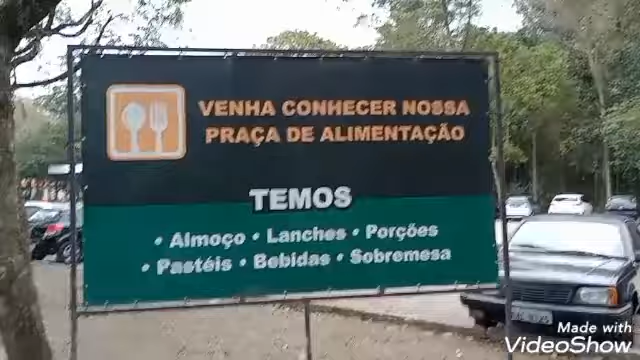 VENHA CONHECER NOSSA
PRAÇA DE ALIMENTAÇÃO
TEMOS
• Almoço • Lanches • Porções
• Pastéis • Bebidas • Sobremesa
Made with
VideoShow